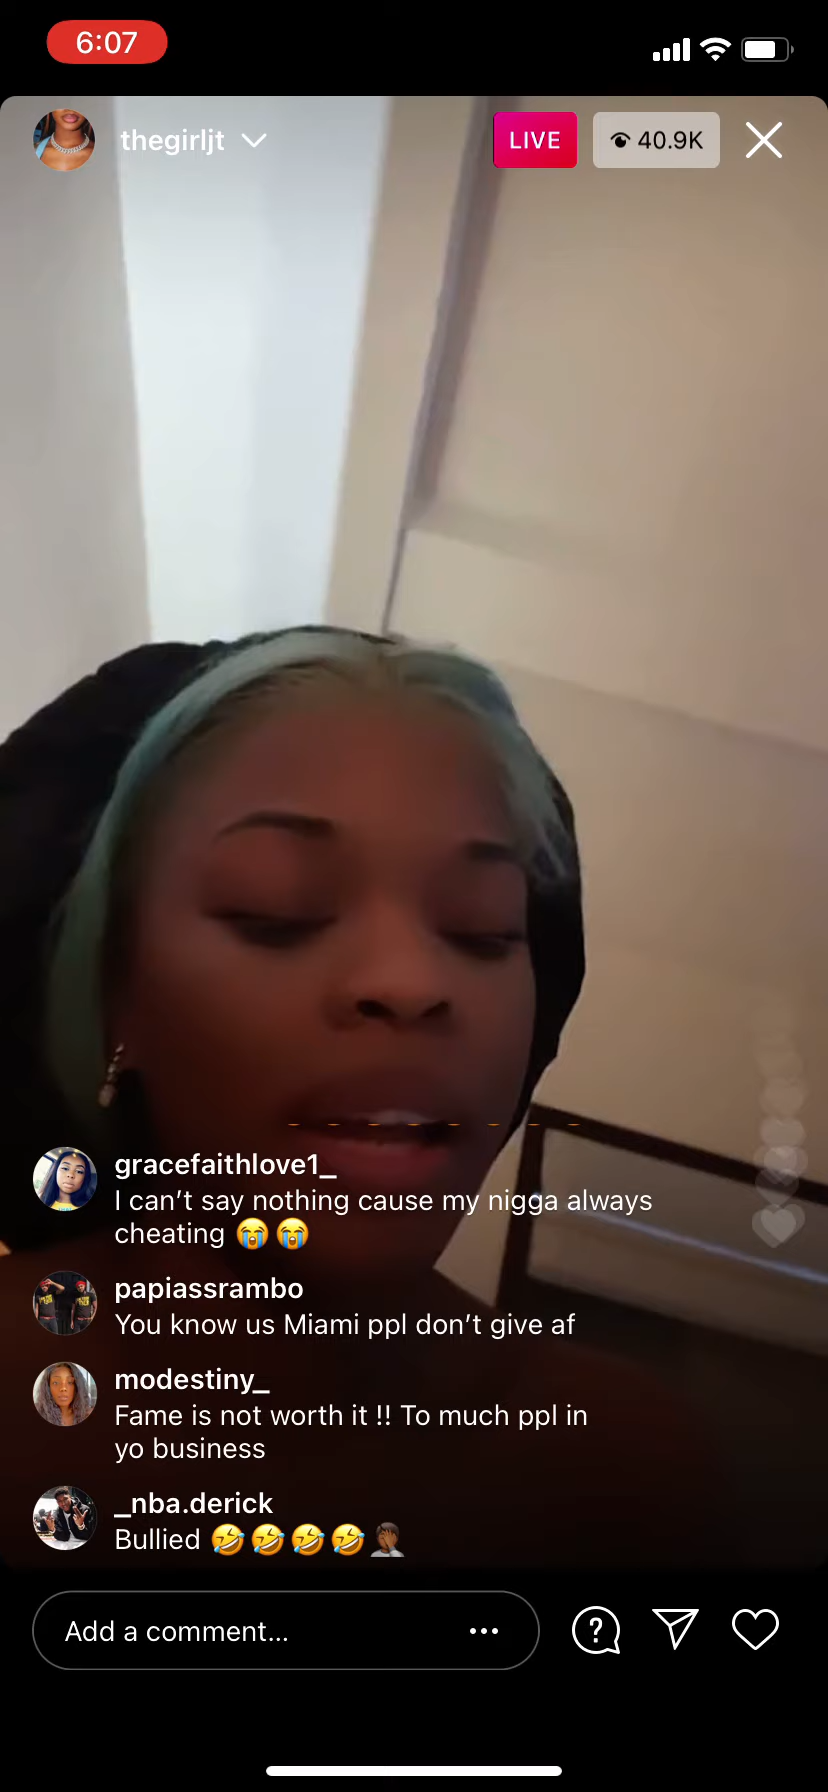 6:07
thegirljt
LIVE
40.9K
gracefaithlove1_
I can’t say nothing cause my nigga always
cheating 😭😭
papiassrambo
You know us Miami ppl don’t give af
modestiny_
Fame is not worth it !! To much ppl in
yo business
_nba.derick
Bullied 🤣🤣🤣🤣🤦🏾‍♂️
Add a comment...